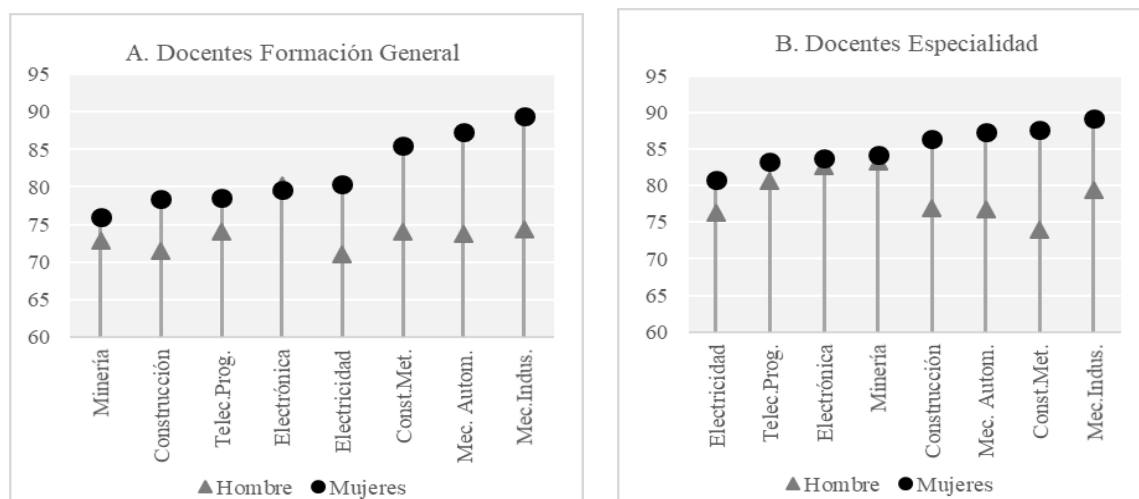 A. Docentes Formación General
95
90
85
80
75
70
65
60
Minería
Construcción
Telec.Prog.
Electrónica
Electricidad
Const.Met.
Mec. Autom.
Mec.Indus.
Hombre
Mujeres
B. Docentes Especialidad
95
90
85
80
75
70
65
60
Electricidad
Telec.Prog.
Electrónica
Minería
Construcción
Mec. Autom.
Const.Met.
Mec.Indus.
Hombre
Mujeres